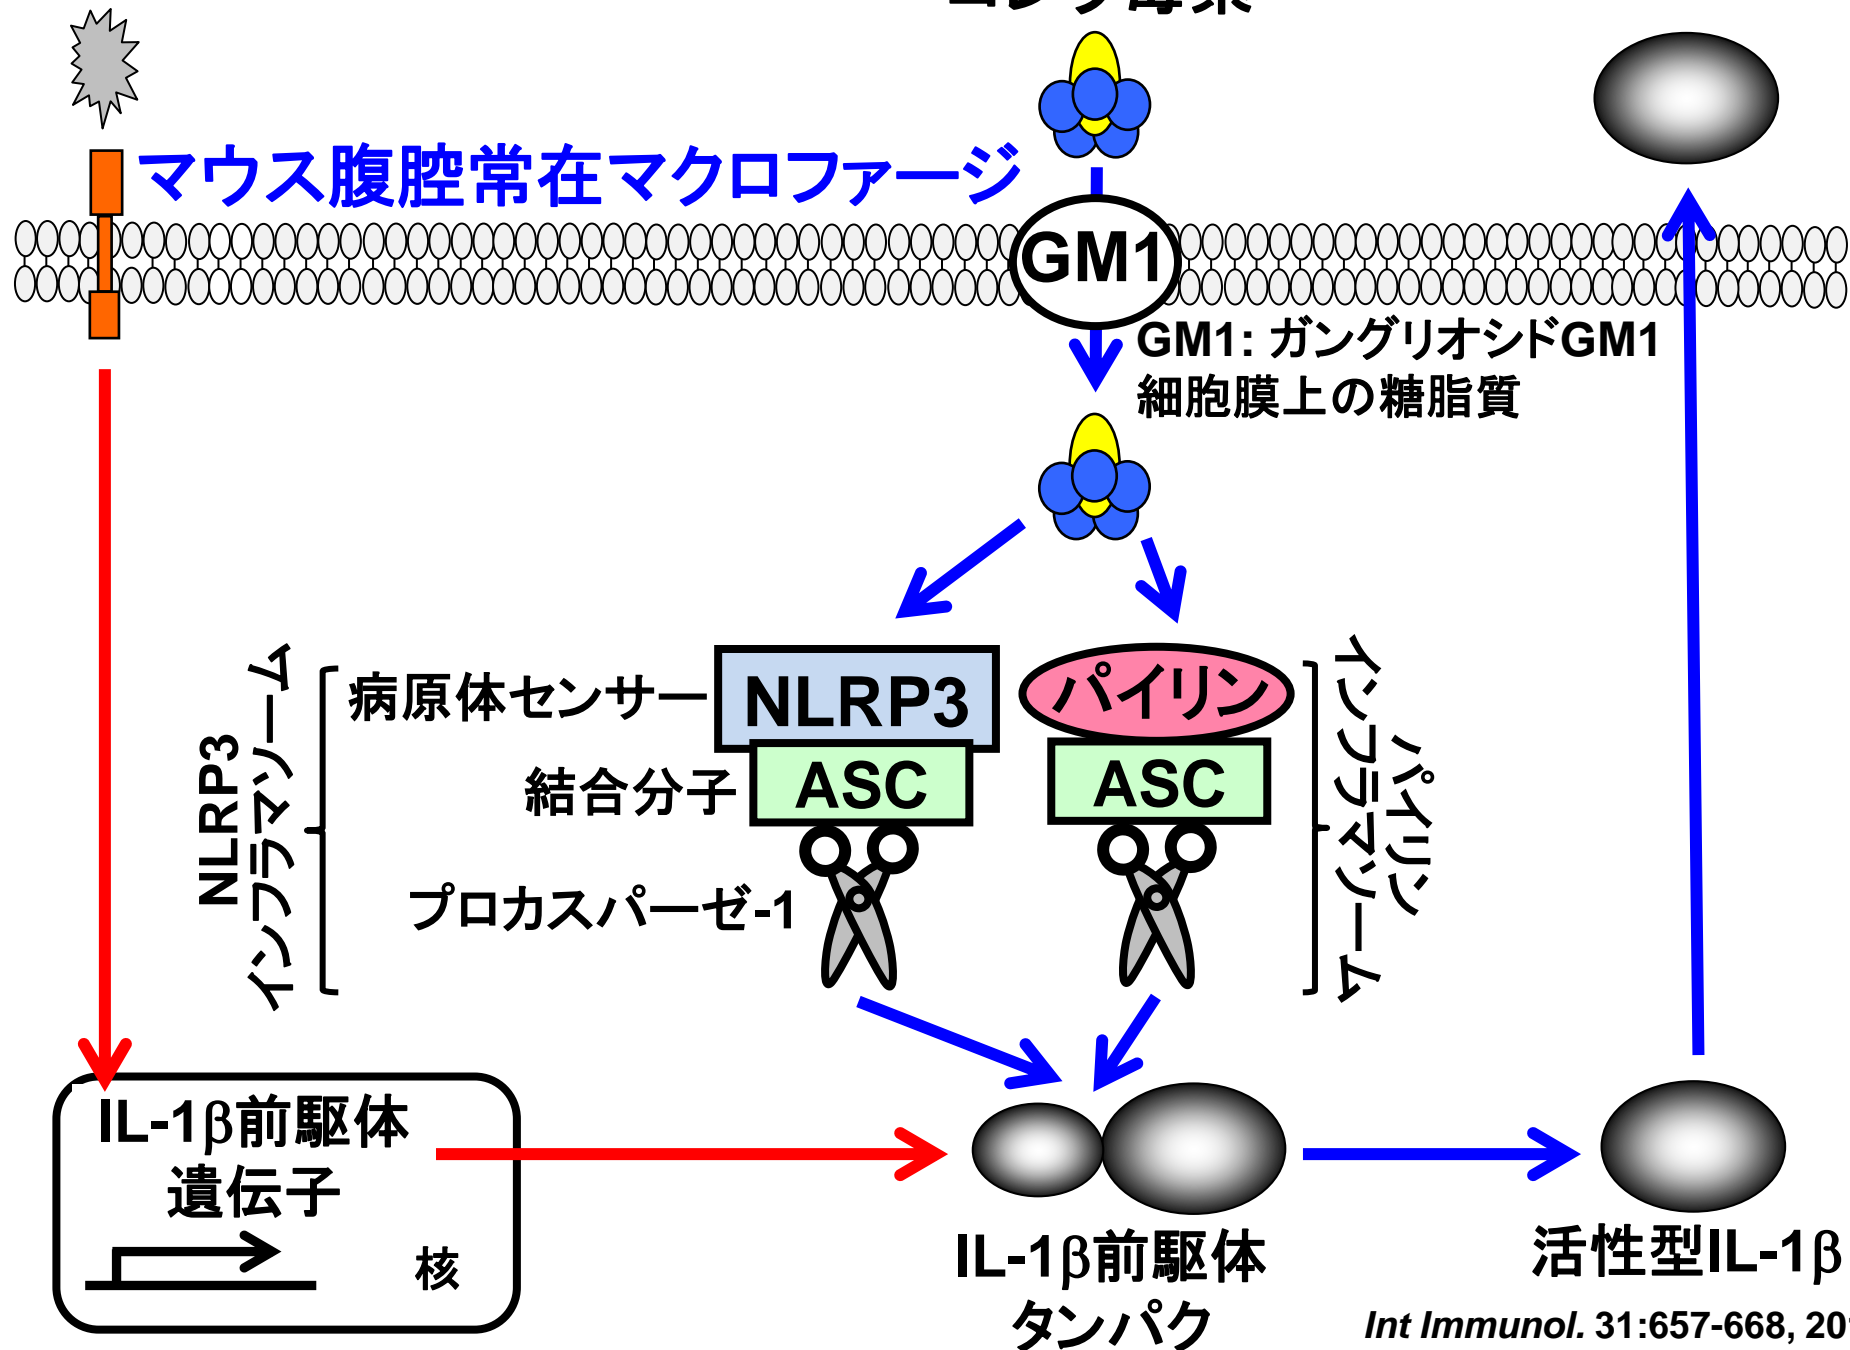 マウス腹腔常在マクロファージ
GM1
GM1: ガングリオシドGM1
細胞膜上の糖脂質
NLRP3
インフラマソーム
病原体センサー
NLRP3
パイリン
結合分子
ASC
ASC
プロカスパーゼ-1
パイリン
インフラマソーム
IL-1β前駆体
遺伝子
核
IL-1β前駆体
タンパク
活性型IL-1β
Int Immunol. 31:657-668,